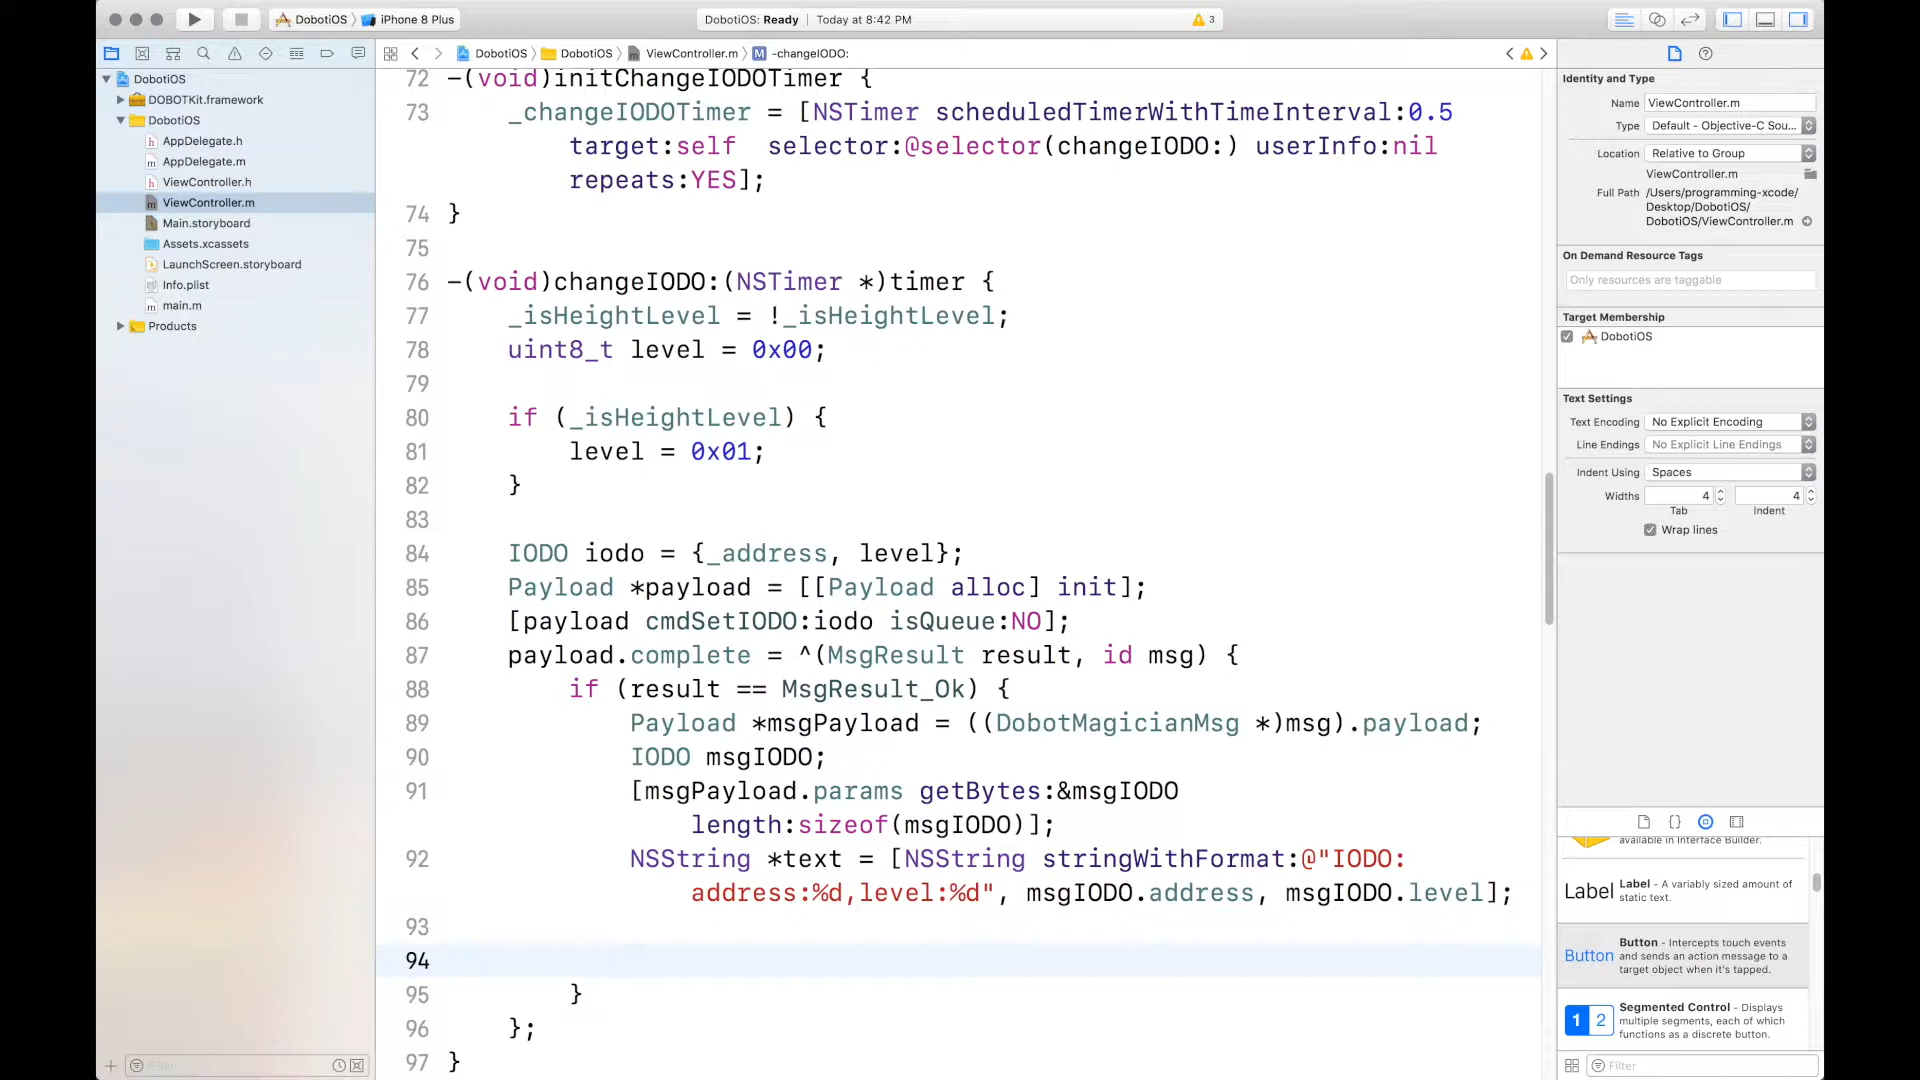 DobotiOS
iPhone 8 Plus
DobotiOS: Ready | Today at 8:42 PM
3
DobotiOS
DobotiOS
ViewController.m
M
-changeIODO:
DobotiOS
DOBOTKit.framework
DobotiOS
h AppDelegate.h
m AppDelegate.m
h ViewController.h
m ViewController.m
Main.storyboard
Assets.xcassets
LaunchScreen.storyboard
Info.plist
m main.m
Products
Filter
72 -(void)initChangeIODOTimer {
73 _changeIODOTimer = [NSTimer scheduledTimerWithTimeInterval:0.5
target:self  selector:@selector(changeIODO:) userInfo:nil
repeats:YES];
74 }
75
76 -(void)changeIODO:(NSTimer *)timer {
77 _isHeightLevel = !_isHeightLevel;
78 uint8_t level = 0x00;
79
80 if (_isHeightLevel) {
81 level = 0x01;
82 }
83
84 IODO iodo = {_address, level};
85 Payload *payload = [[Payload alloc] init];
86 [payload cmdSetIODO:iodo isQueue:NO];
87 payload.complete = ^(MsgResult result, id msg) {
88 if (result == MsgResult_Ok) {
89 Payload *msgPayload = ((DobotMagicianMsg *)msg).payload;
90 IODO msgIODO;
91 [msgPayload.params getBytes:&msgIODO
length:sizeof(msgIODO)];
92 NSString *text = [NSString stringWithFormat:@"IODO:
address:%d,level:%d", msgIODO.address, msgIODO.level];
93
94
95 }
96 };
97 }
Identity and Type
Name ViewController.m
Type Default - Objective-C Sou...
Location Relative to Group
ViewController.m
Full Path /Users/programming-xcode/
Desktop/DobotiOS/
DobotiOS/ViewController.m
On Demand Resource Tags
Only resources are taggable
Target Membership
DobotiOS
Text Settings
Text Encoding No Explicit Encoding
Line Endings No Explicit Line Endings
Indent Using Spaces
Widths 4 4
Tab Indent
Wrap lines
available in Interface Builder.
Label Label - A variably sized amount of
static text.
Button Button - Intercepts touch events
and sends an action message to a
target object when it's tapped.
1 2 Segmented Control - Displays
multiple segments, each of which
functions as a discrete button.
Filter